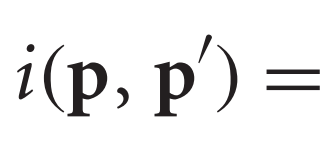 i(p, p′) =